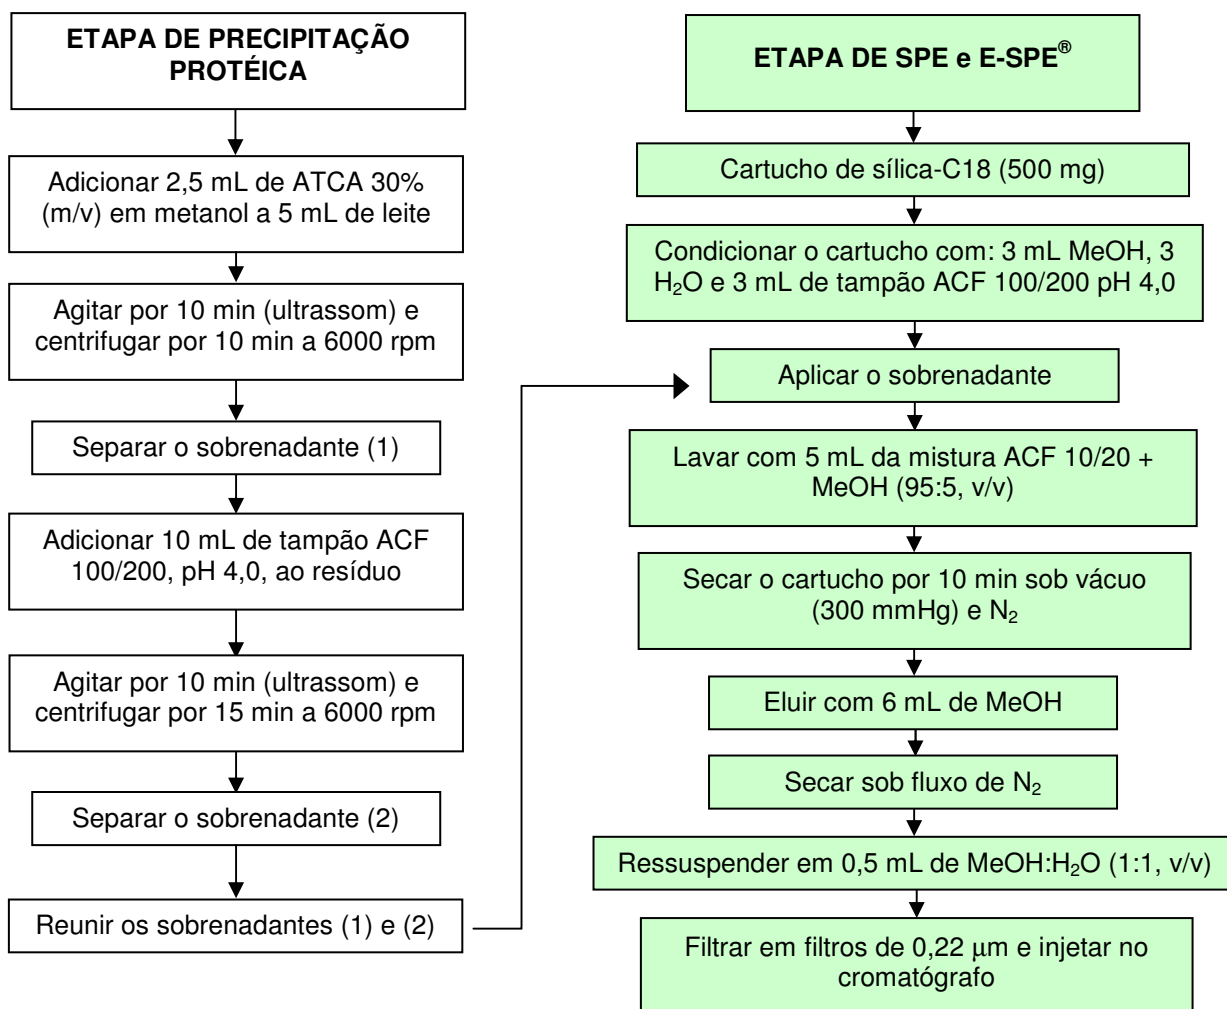 ETAPA DE PRECIPITAÇÃO
PROTÉICA
Adicionar 2,5 mL de ATCA 30%
(m/v) em metanol a 5 mL de leite
Agitar por 10 min (ultrassom) e
centrifugar por 10 min a 6000 rpm
Separar o sobrenadante (1)
Adicionar 10 mL de tampão ACF
100/200, pH 4,0, ao resíduo
Agitar por 10 min (ultrassom) e
centrifugar por 15 min a 6000 rpm
Separar o sobrenadante (2)
Reunir os sobrenadantes (1) e (2)
ETAPA DE SPE e E-SPE®
Cartucho de sílica-C18 (500 mg)
Condicionar o cartucho com: 3 mL MeOH, 3
H₂O e 3 mL de tampão ACF 100/200 pH 4,0
Aplicar o sobrenadante
Lavar com 5 mL da mistura ACF 10/20 +
MeOH (95:5, v/v)
Secar o cartucho por 10 min sob vácuo
(300 mmHg) e N₂
Eluir com 6 mL de MeOH
Secar sob fluxo de N₂
Ressuspender em 0,5 mL de MeOH:H₂O (1:1, v/v)
Filtrar em filtros de 0,22 μm e injetar no
cromatógrafo